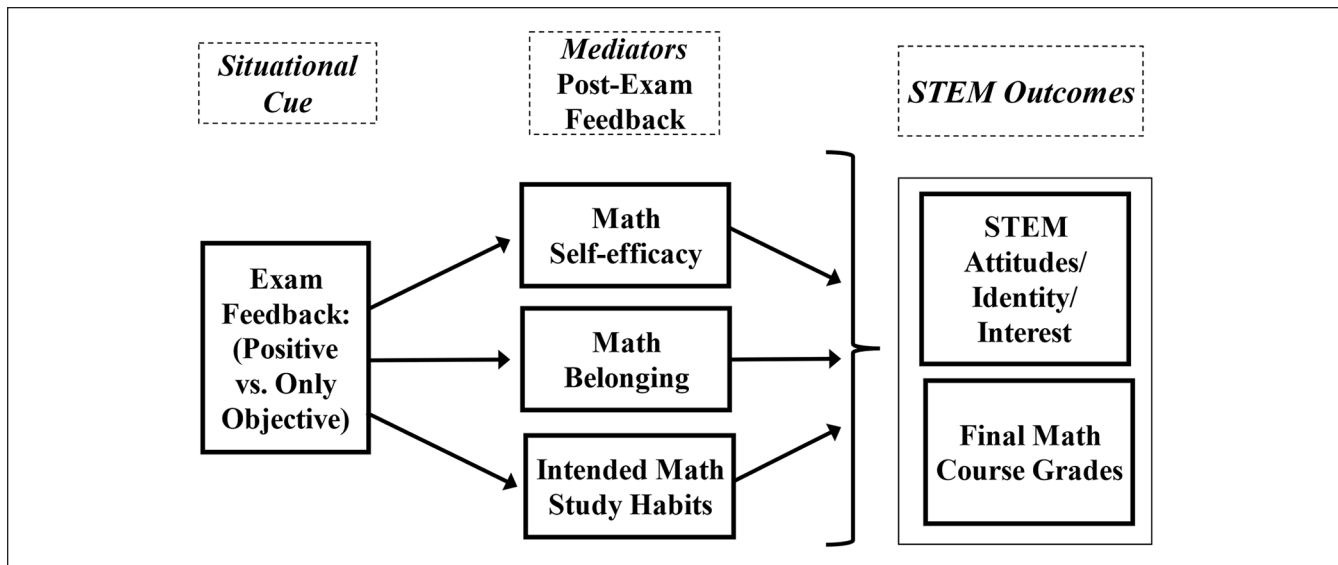 Situational
Cue
Mediators
Post-Exam
Feedback
STEM Outcomes
Exam
Feedback:
(Positive
vs. Only
Objective)
Math
Self-efficacy
Math
Belonging
Intended Math
Study Habits
STEM
Attitudes/
Identity/
Interest
Final Math
Course Grades